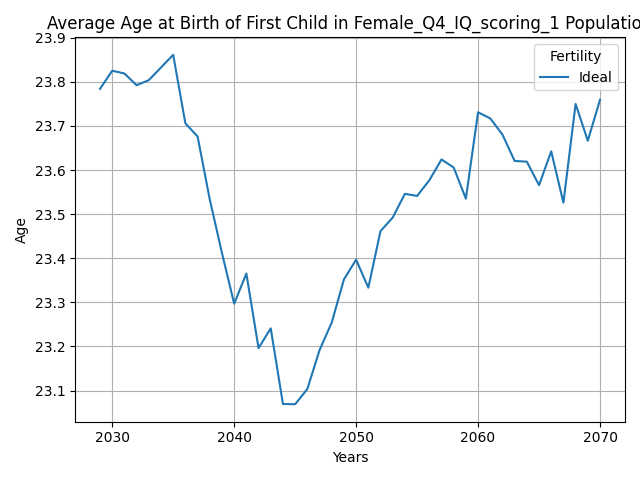 Average Age at Birth of First Child in Female_Q4_IQ_scoring_1 Populatio
23.9
23.8
23.7
23.6
23.5
23.4
23.3
23.2
23.1
Age
Fertility
Ideal
2030 2040 2050 2060 2070
Years